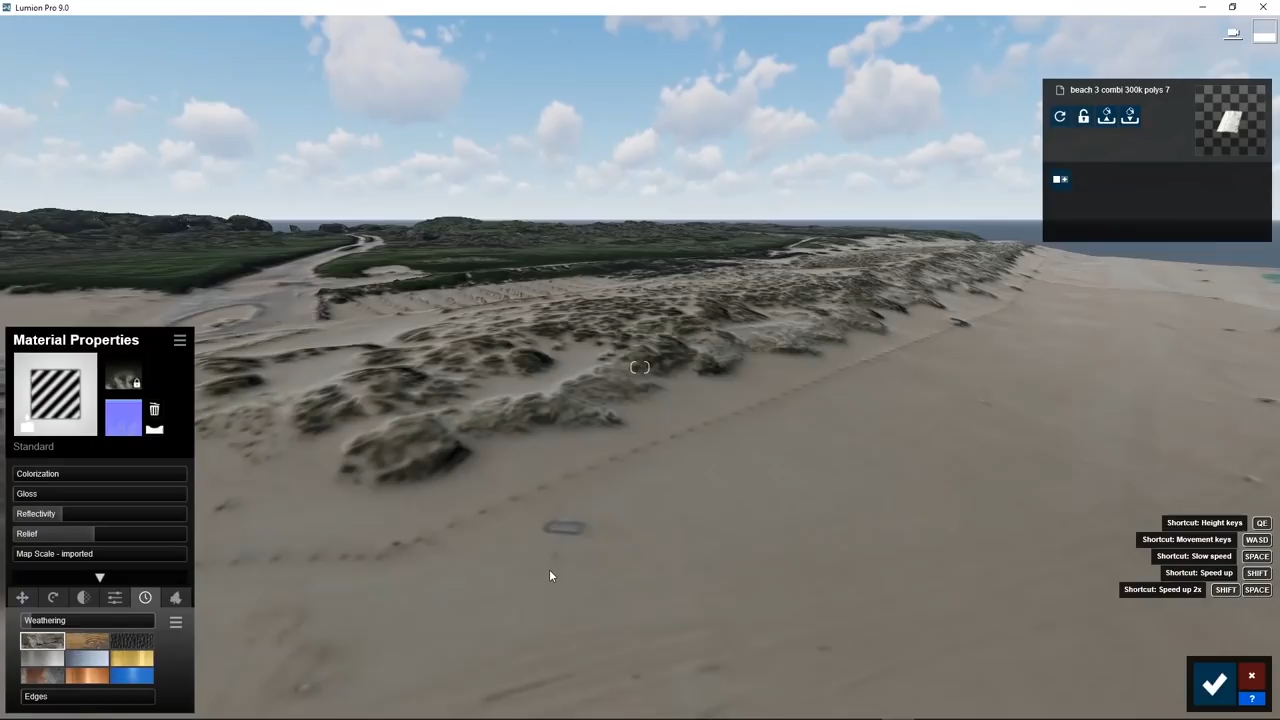 Lumion Pro 9.0
beach 3 combi 300k polys 7
Material Properties
Standard
Colorization
Gloss
Reflectivity
Relief
Map Scale - imported
Weathering
Edges
Shortcut: Height keys QE
Shortcut: Movement keys WASD
Shortcut: Slow speed SPACE
Shortcut: Speed up SHIFT
Shortcut: Speed up 2x SHIFT SPACE
?